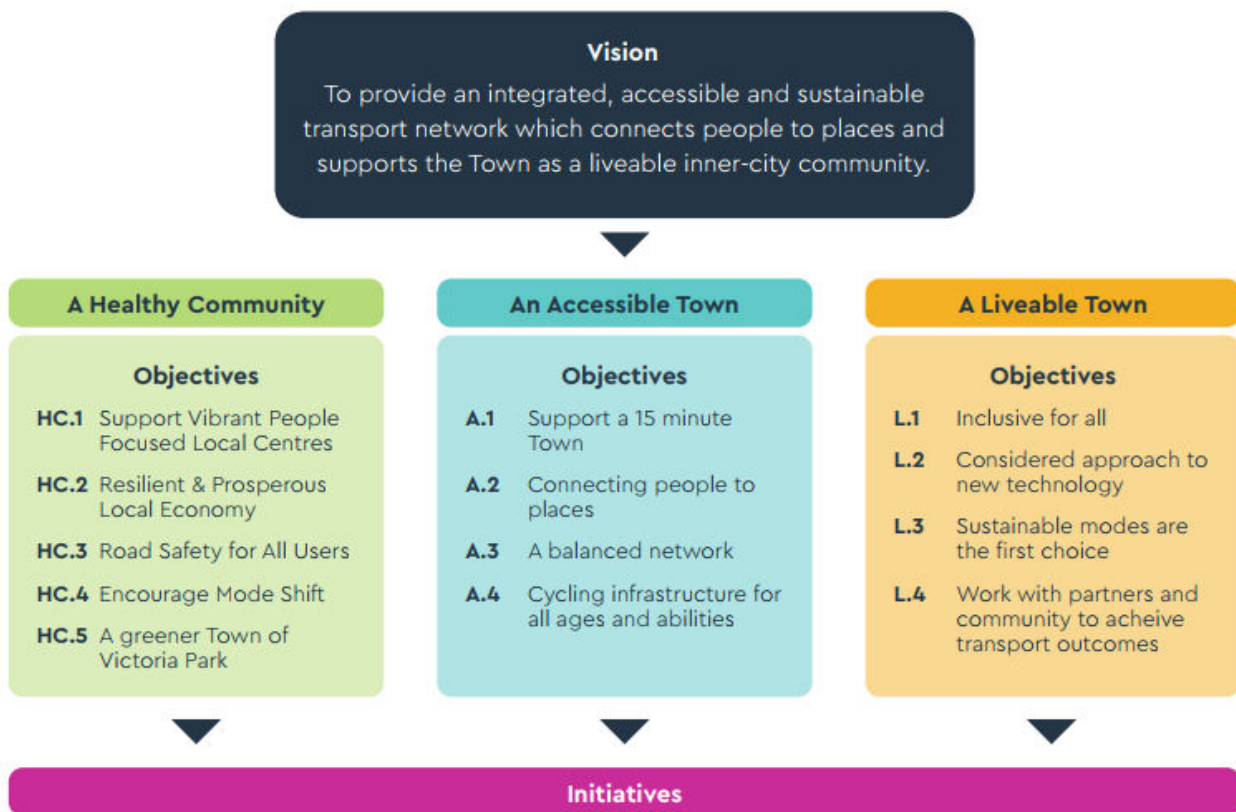 Vision
To provide an integrated, accessible and sustainable
transport network which connects people to places and
supports the Town as a liveable inner-city community.
A Healthy Community
Objectives
HC.1 Support Vibrant People
Focused Local Centres
HC.2 Resilient & Prosperous
Local Economy
HC.3 Road Safety for All Users
HC.4 Encourage Mode Shift
HC.5 A greener Town of
Victoria Park
An Accessible Town
Objectives
A.1 Support a 15 minute
Town
A.2 Connecting people to
places
A.3 A balanced network
A.4 Cycling infrastructure for
all ages and abilities
A Liveable Town
Objectives
L.1 Inclusive for all
L.2 Considered approach to
new technology
L.3 Sustainable modes are
the first choice
L.4 Work with partners and
community to acheive
transport outcomes
Initiatives